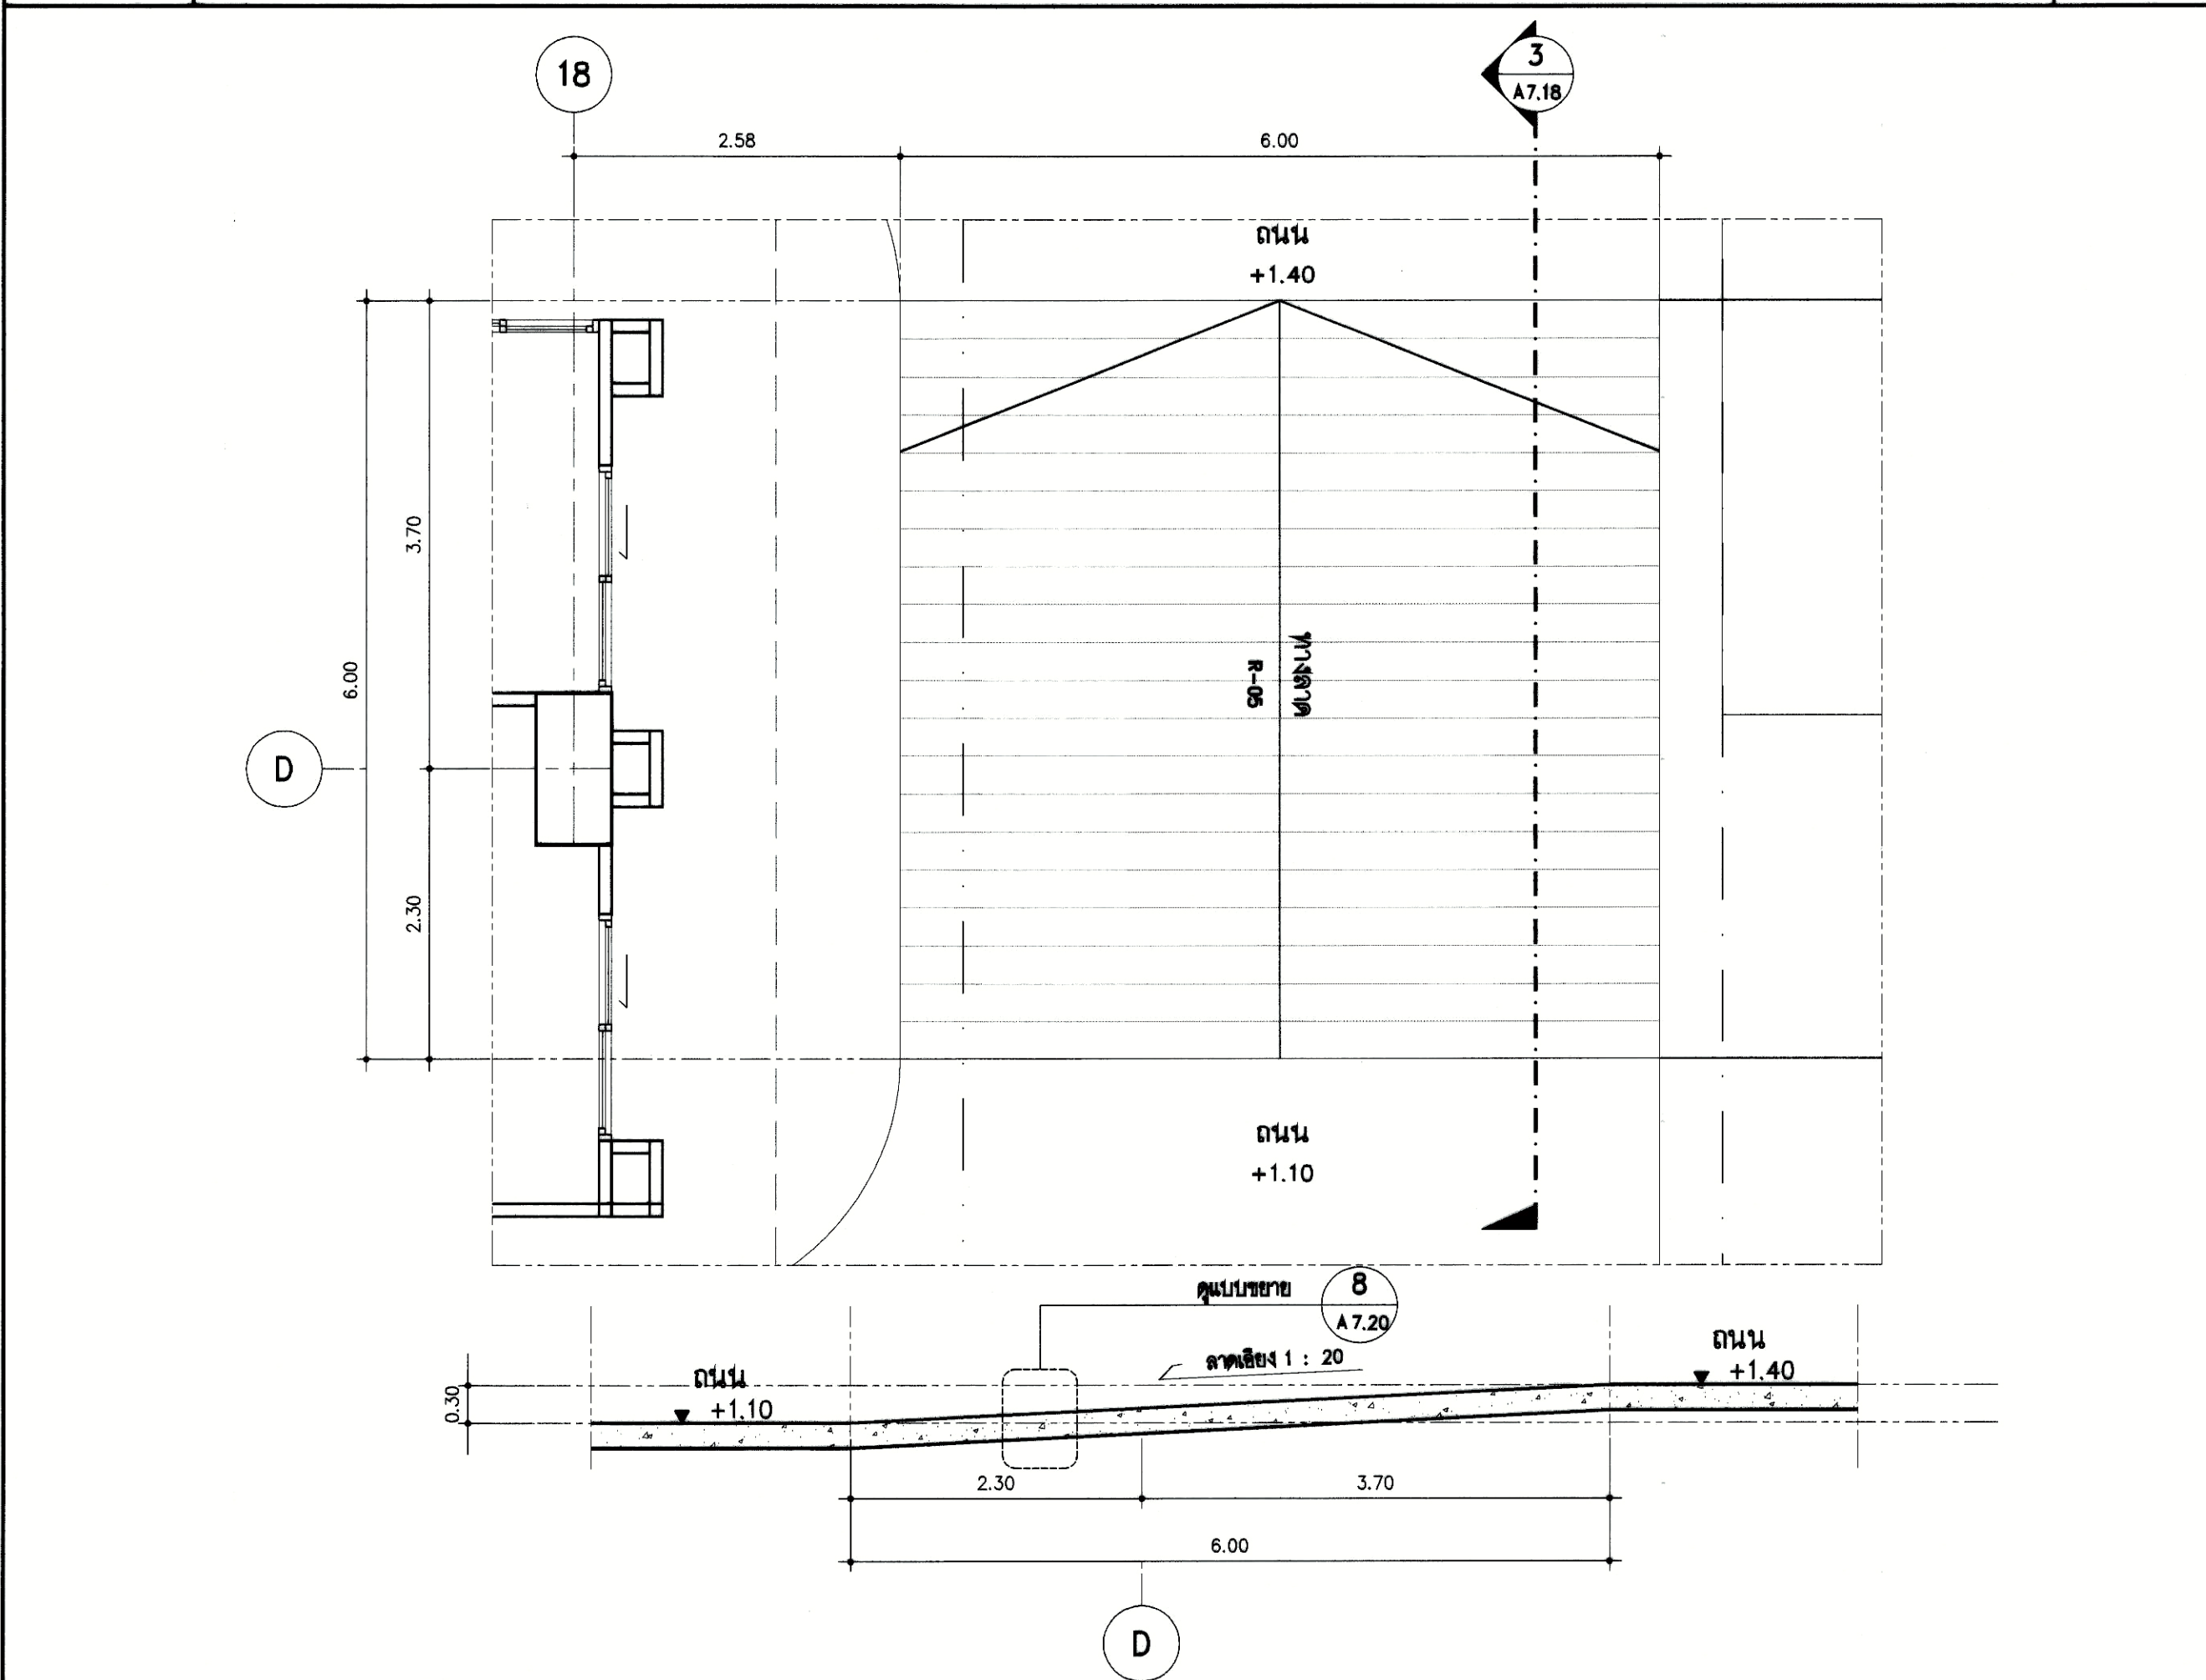 18
3
A7.18
2.58
6.00
ถนน
+1.40
3.70
6.00
ทางลาด
R-05
D
2.30
ถนน
+1.10
ดูแบบขยาย
8
A7.20
ลาดเอียง 1 : 20
ถนน
+1.40
ถนน
+1.10
0.30
2.30
3.70
6.00
D